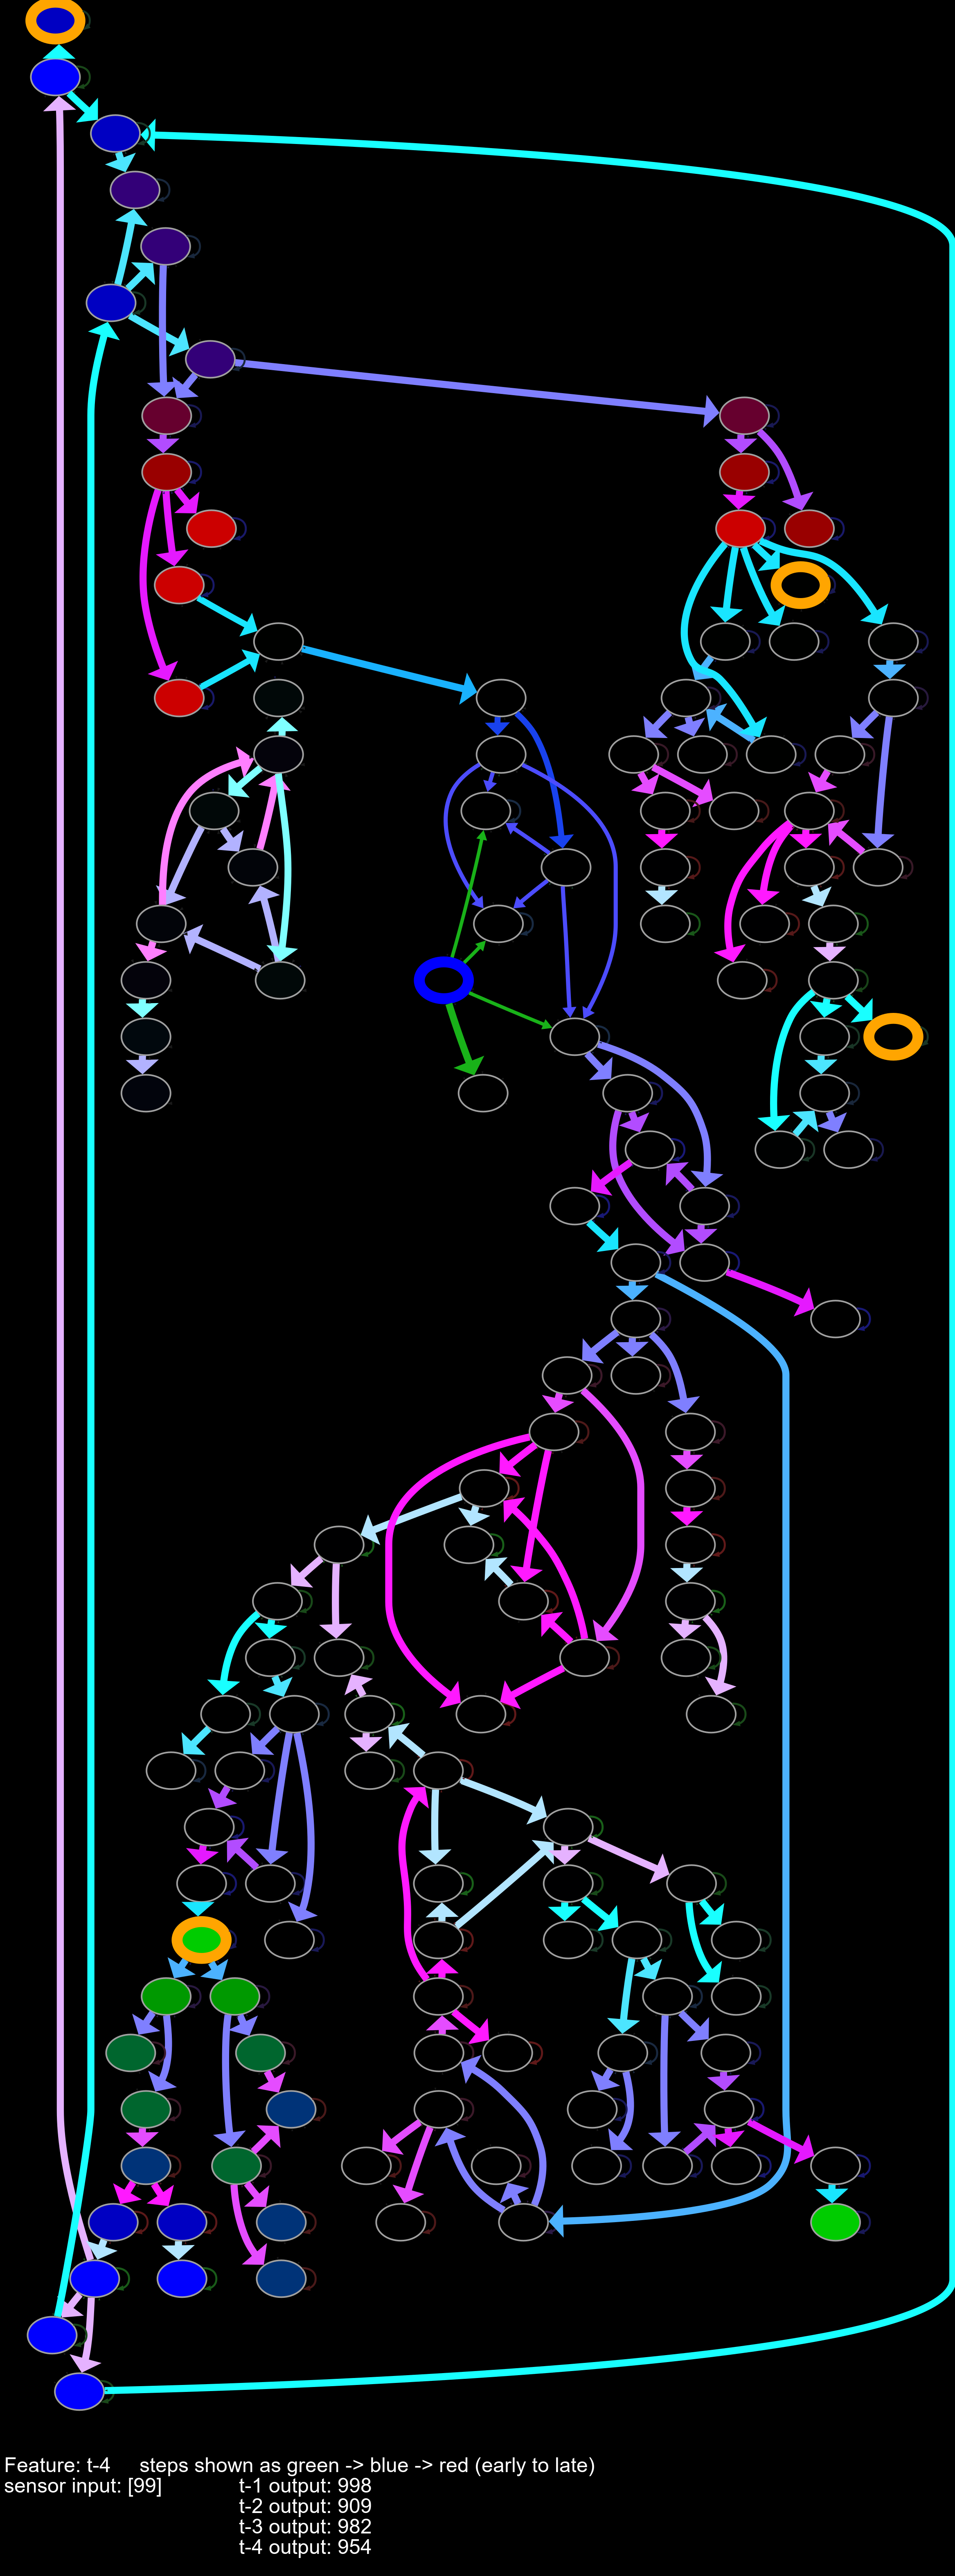 Feature: t-4     steps shown as green -> blue -> red (early to late)
sensor input: [99]             t-1 output: 998
t-2 output: 909
t-3 output: 982
t-4 output: 954